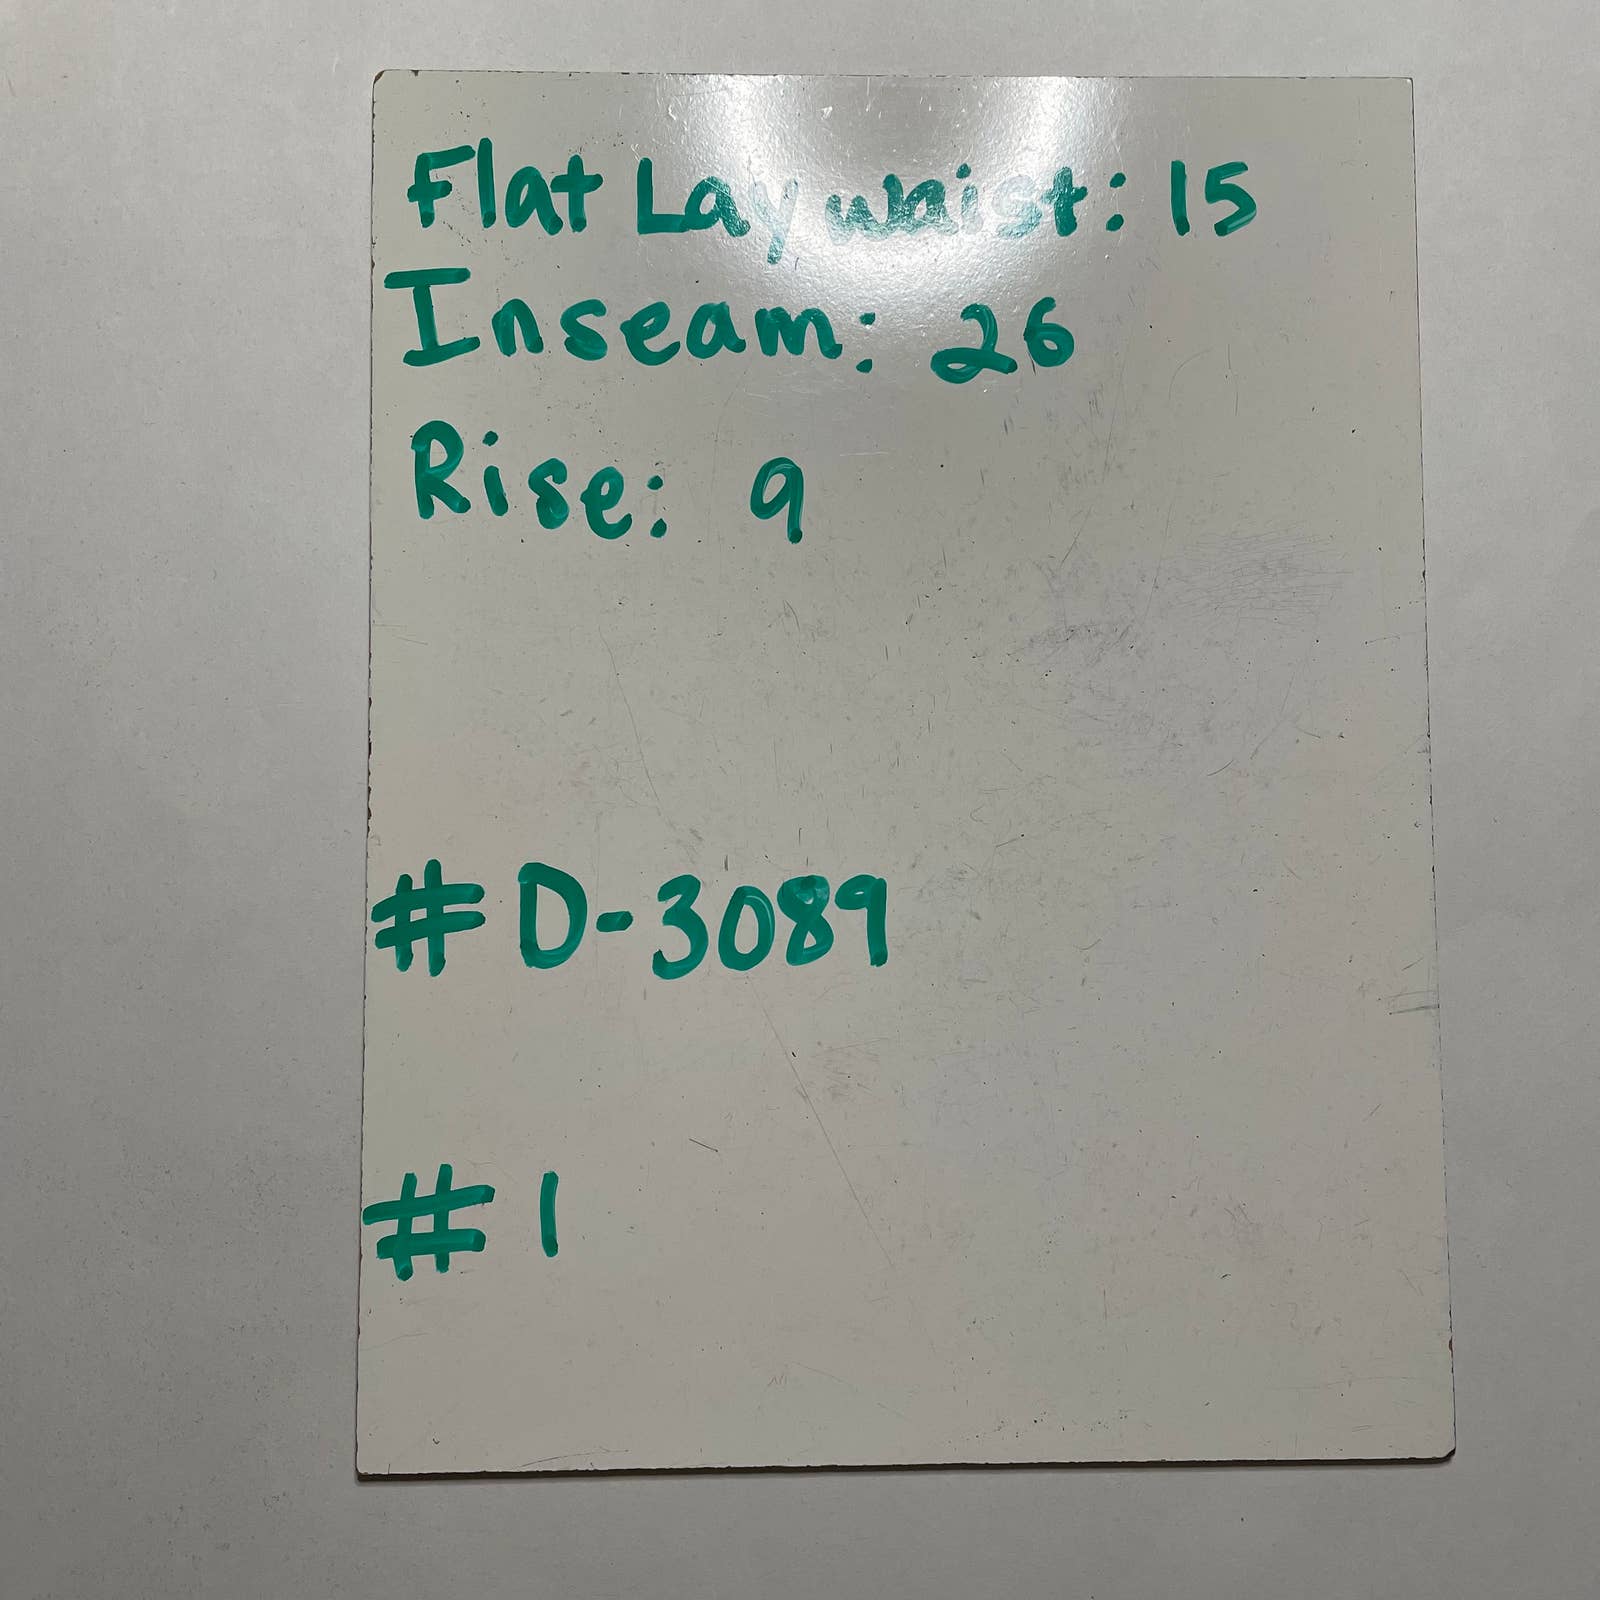 Flat Lay waist: 15
Inseam: 26
Rise: 9
# D-3089
# 1